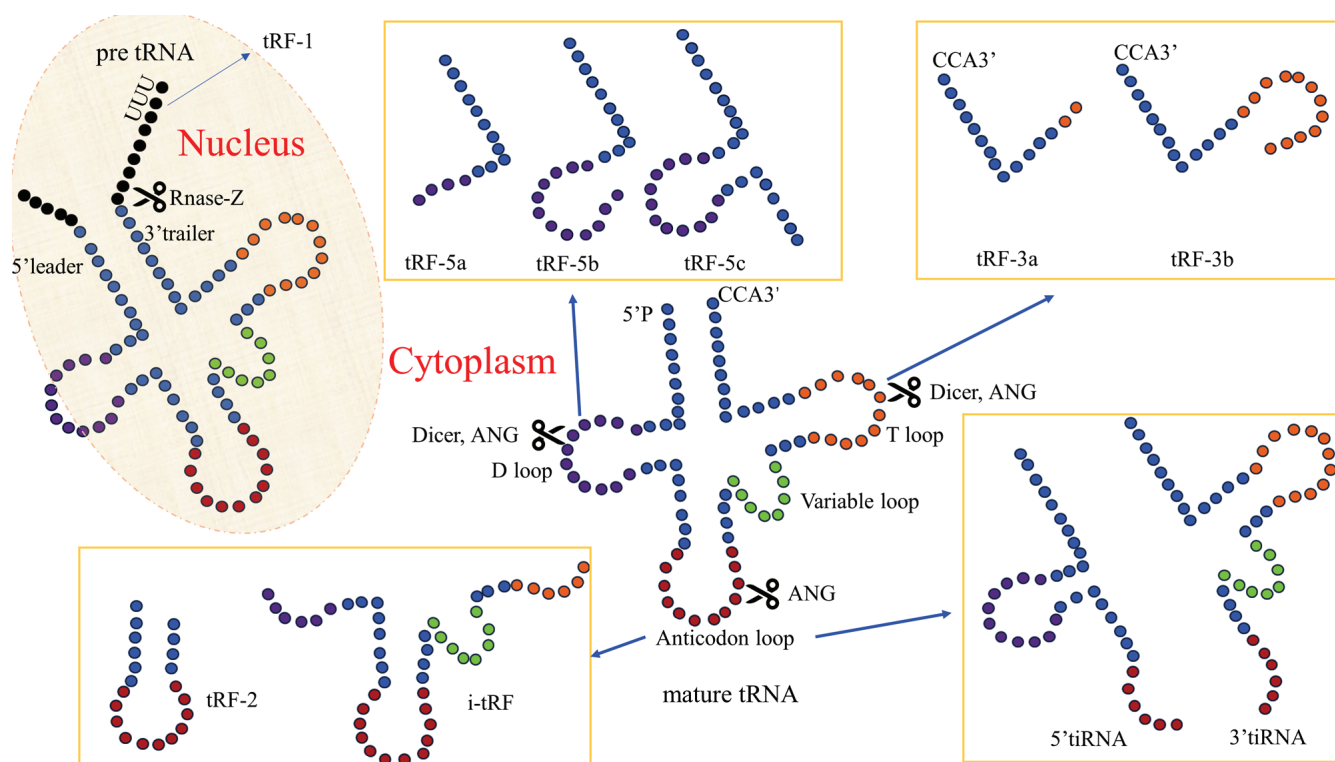 pre tRNA
tRF-1
UUU
Nucleus
Rnase-Z
3'trailer
5'leader
tRF-5a
tRF-5b
tRF-5c
CCA3'
CCA3'
tRF-3a
tRF-3b
5'P
CCA3'
Cytoplasm
Dicer, ANG
D loop
Dicer, ANG
T loop
Variable loop
ANG
Anticodon loop
mature tRNA
tRF-2
i-tRF
5'tiRNA
3'tiRNA